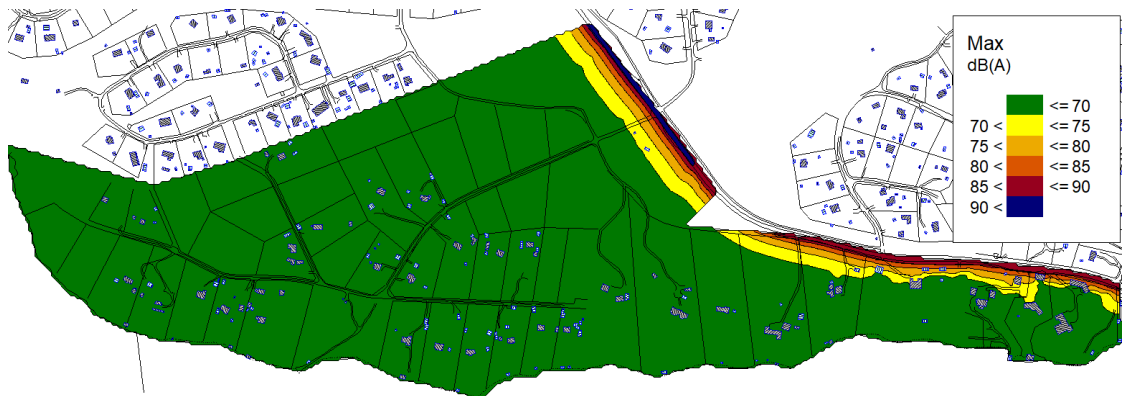 Max
dB(A)
<= 70
70 < <= 75
75 < <= 80
80 < <= 85
85 < <= 90
90 <